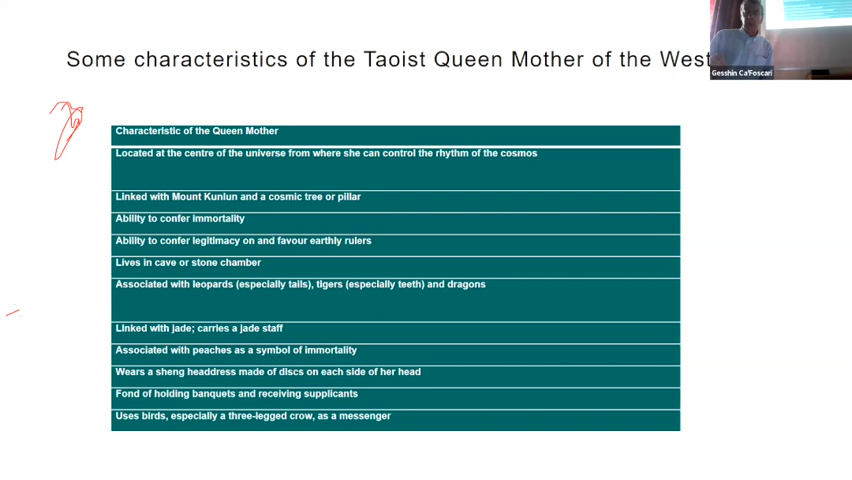 Some characteristics of the Taoist Queen Mother of the West
Gesshin Ca'Foscari
Characteristic of the Queen Mother
Located at the centre of the universe from where she can control the rhythm of the cosmos
Linked with Mount Kunlun and a cosmic tree or pillar
Ability to confer immortality
Ability to confer legitimacy on and favour earthly rulers
Lives in cave or stone chamber
Associated with leopards (especially tails), tigers (especially teeth) and dragons
Linked with jade; carries a jade staff
Associated with peaches as a symbol of immortality
Wears a sheng headdress made of discs on each side of her head
Fond of holding banquets and receiving supplicants
Uses birds, especially a three-legged crow, as a messenger